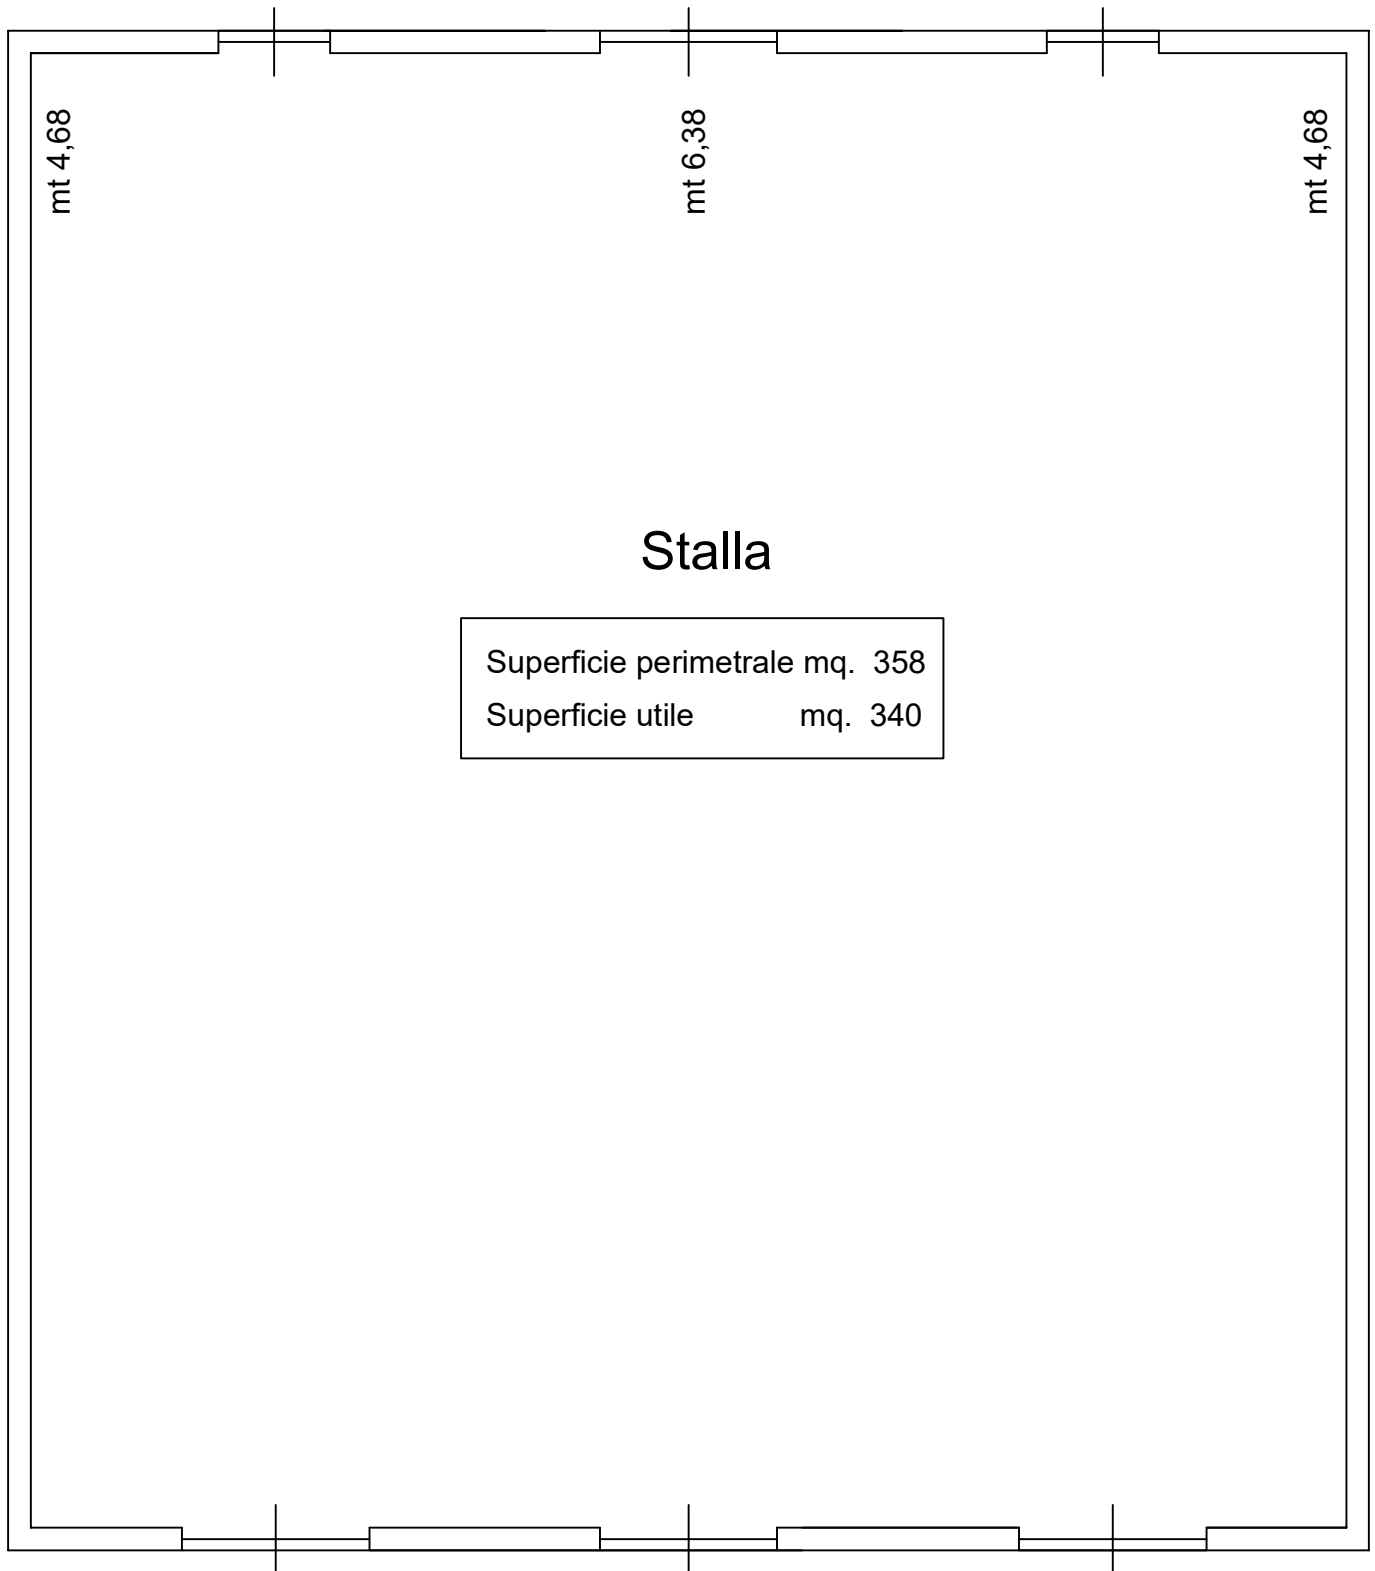 mt 4,68
mt 6,38
mt 4,68
Stalla
Superficie perimetrale mq. 358
Superficie utile mq. 340